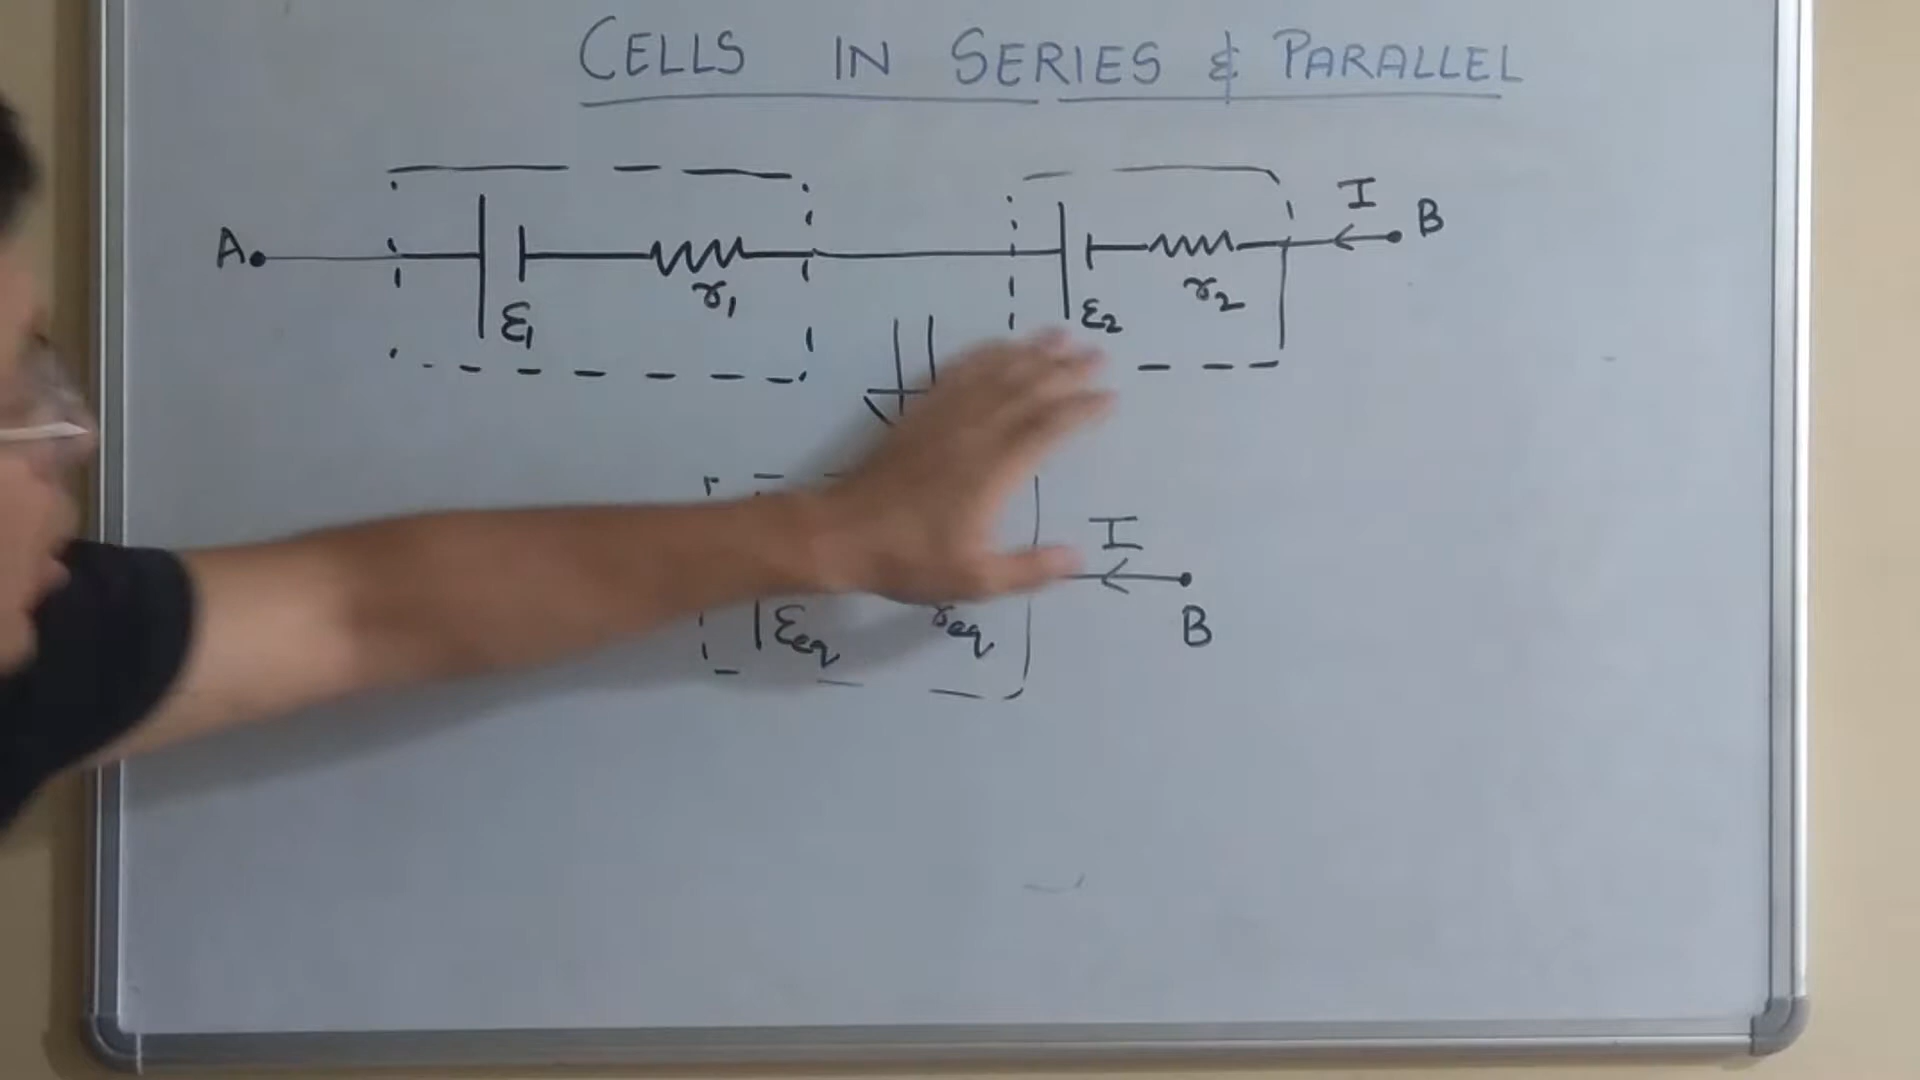 CELLS IN SERIES & PARALLEL
I
A B
r₁ r₂
ε₁ ε₂
I
εeq req B